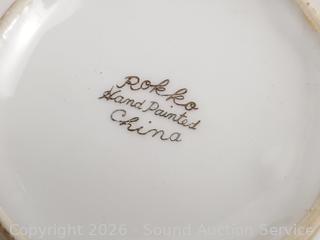 Rokko
Hand Painted
China
Copyright 2026 - Sound Auction Service